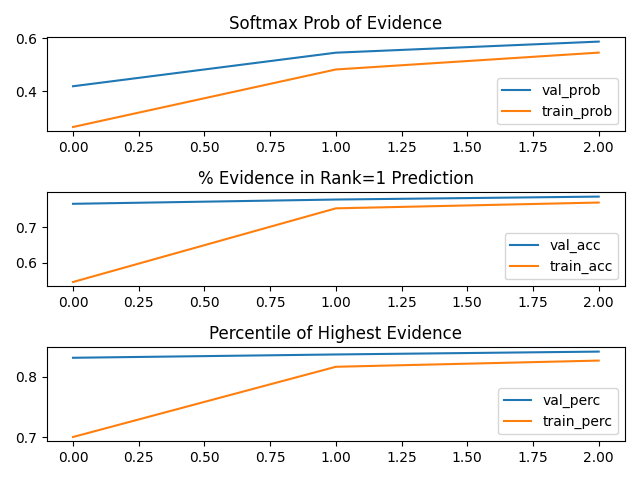 Softmax Prob of Evidence
0.6
0.4
val_prob
train_prob
0.00 0.25 0.50 0.75 1.00 1.25 1.50 1.75 2.00
% Evidence in Rank=1 Prediction
0.7
0.6
val_acc
train_acc
0.00 0.25 0.50 0.75 1.00 1.25 1.50 1.75 2.00
Percentile of Highest Evidence
0.8
0.7
val_perc
train_perc
0.00 0.25 0.50 0.75 1.00 1.25 1.50 1.75 2.00